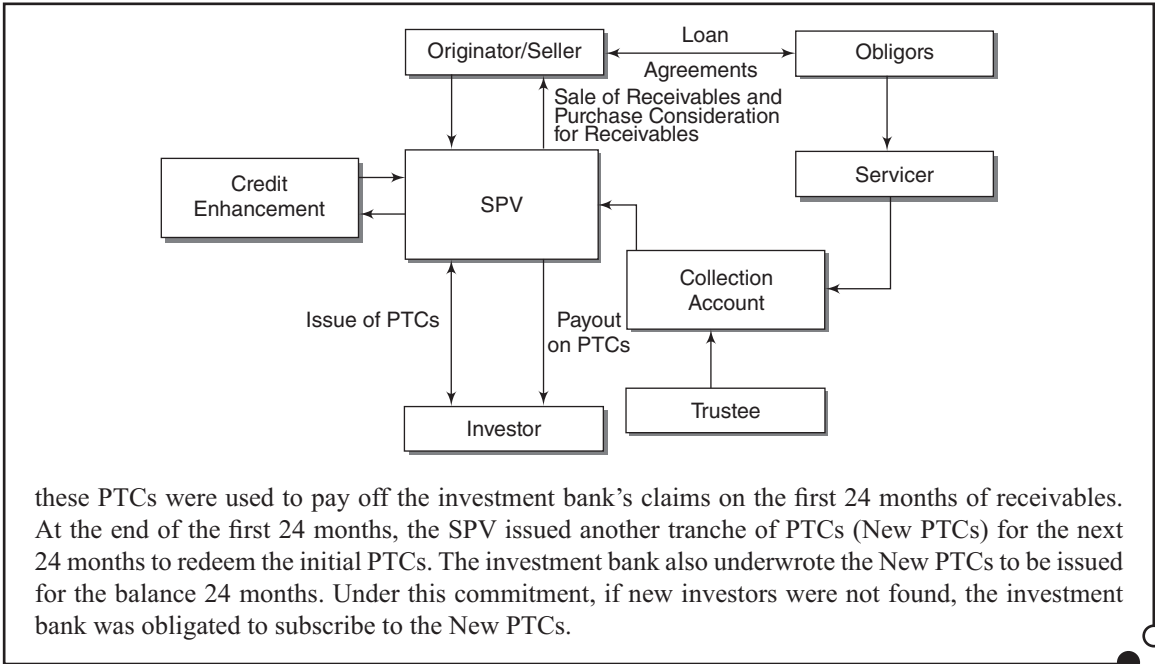 Loan
Originator/Seller
Obligors
Agreements
Sale of Receivables and
Purchase Consideration
for Receivables
Credit
Enhancement
SPV
Servicer
Collection
Account
Issue of PTCs
Payout
on PTCs
Trustee
Investor
these PTCs were used to pay off the investment bank’s claims on the first 24 months of receivables.
At the end of the first 24 months, the SPV issued another tranche of PTCs (New PTCs) for the next
24 months to redeem the initial PTCs. The investment bank also underwrote the New PTCs to be issued
for the balance 24 months. Under this commitment, if new investors were not found, the investment
bank was obligated to subscribe to the New PTCs.